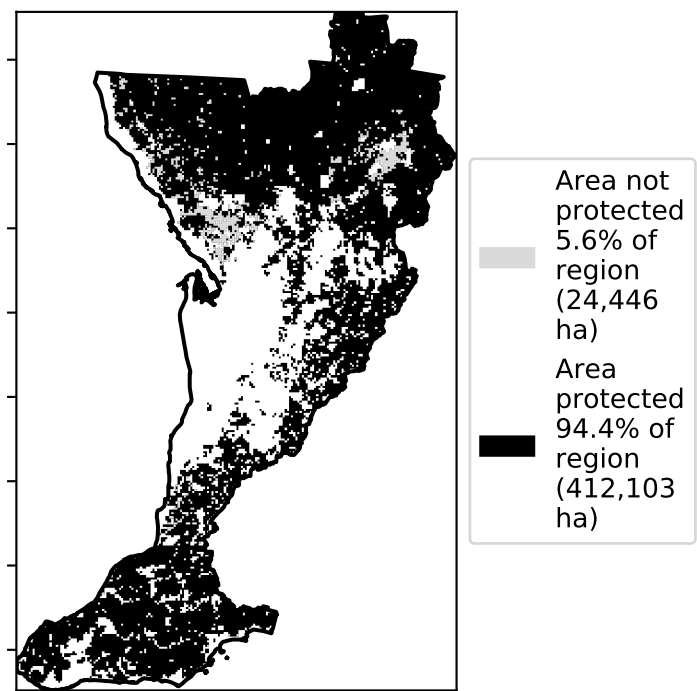 Area not
protected
5.6% of
region
(24,446
ha)
Area
protected
94.4% of
region
(412,103
ha)